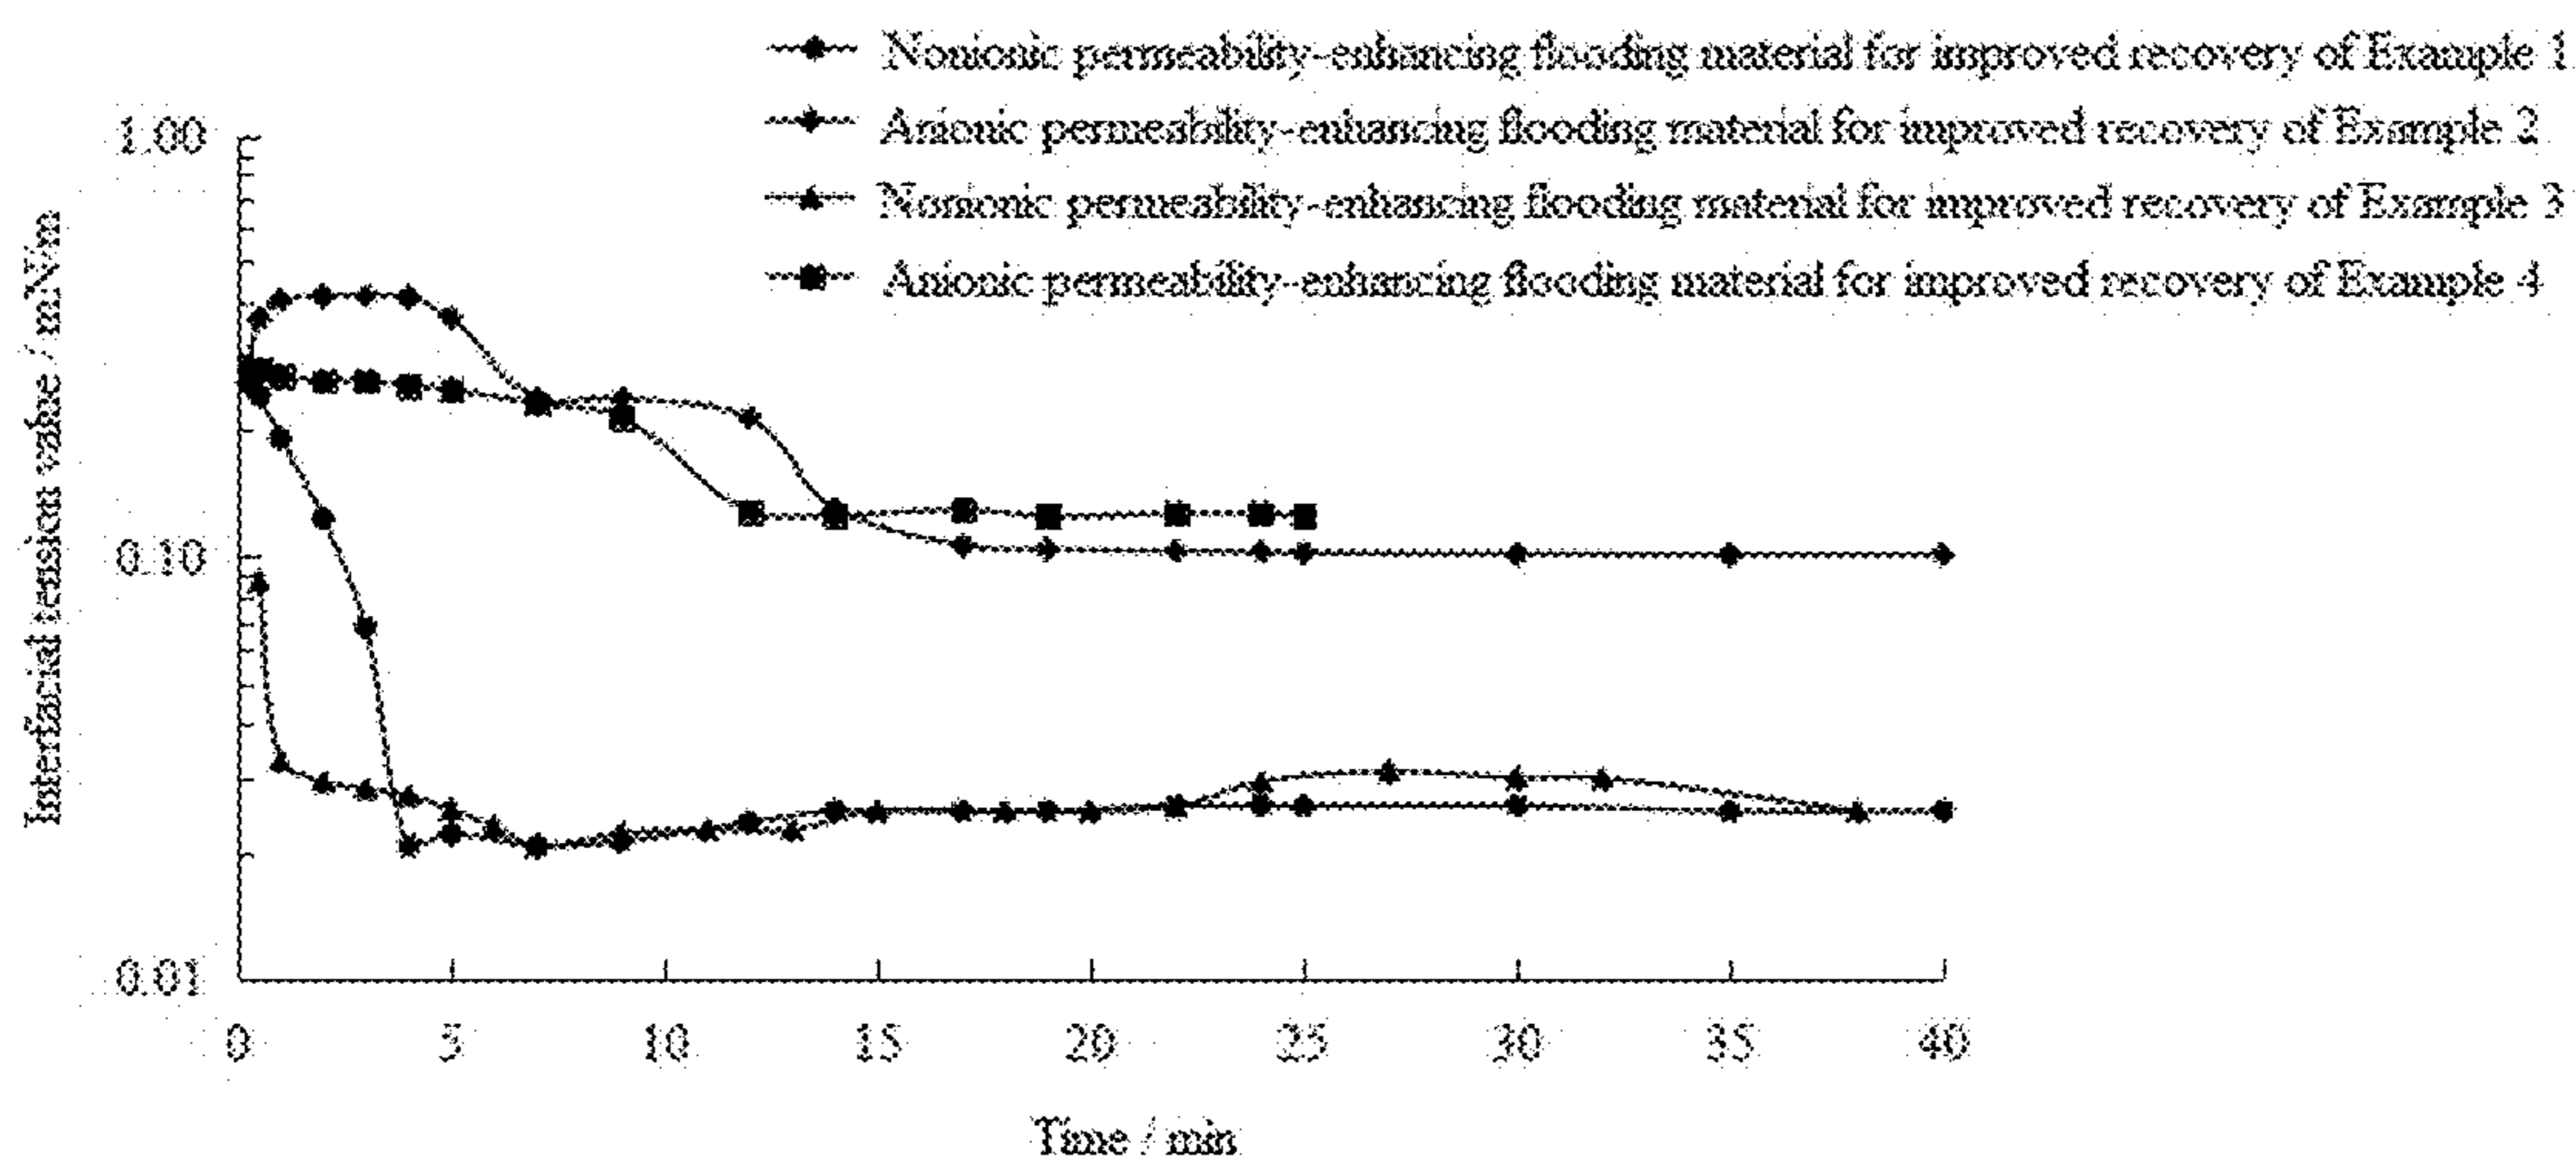 Nonionic permeability-enhancing flooding material for improved recovery of Example 1
Anionic permeability-enhancing flooding material for improved recovery of Example 2
Nonionic permeability-enhancing flooding material for improved recovery of Example 3
Anionic permeability-enhancing flooding material for improved recovery of Example 4
Interfacial tension value / mN/m
1.00
0.10
0.01
0 5 10 15 20 25 30 35 40
Time / min